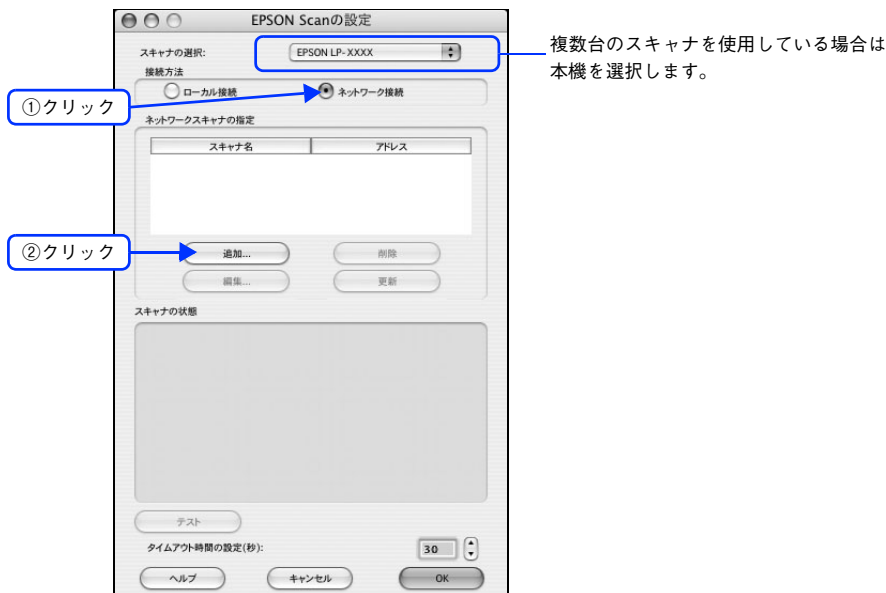 EPSON Scanの設定
スキャナの選択:
EPSON LP-XXXX
複数台のスキャナを使用している場合は
本機を選択します。
接続方法
ローカル接続
ネットワーク接続
①クリック
ネットワークスキャナの指定
スキャナ名
アドレス
②クリック
追加...
削除
編集...
更新
スキャナの状態
テスト
タイムアウト時間の設定(秒):
30
ヘルプ
キャンセル
OK